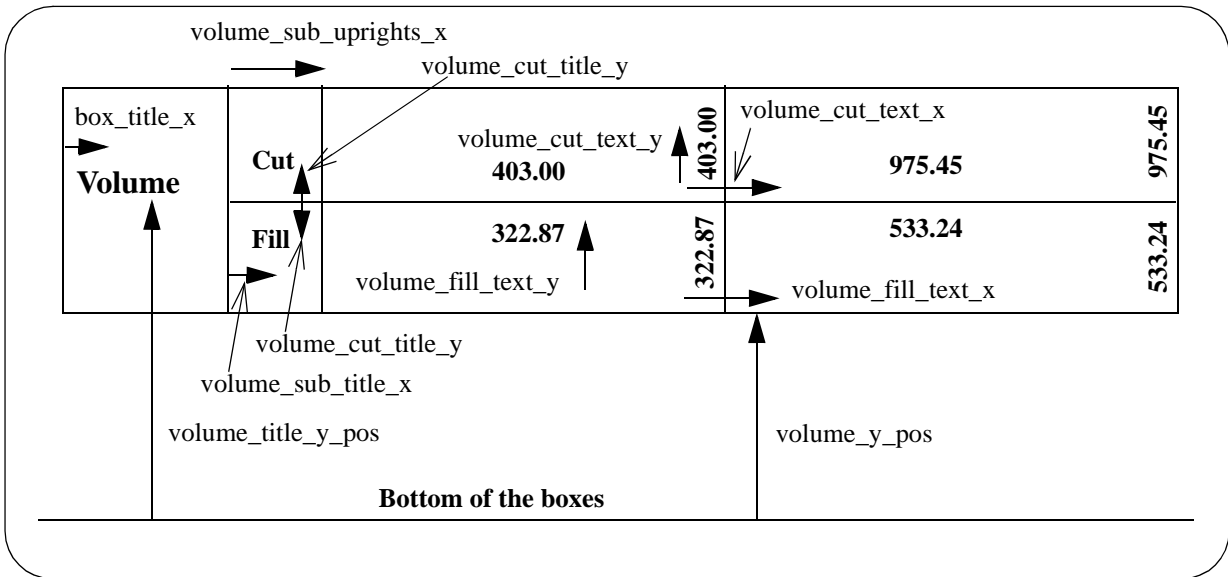 volume_sub_uprights_x
volume_cut_title_y
box_title_x
volume_cut_text_y
403.00
volume_cut_text_x
975.45
Cut
403.00
975.45
Volume
Fill
322.87
322.87
533.24
533.24
volume_fill_text_y
volume_fill_text_x
volume_cut_title_y
volume_sub_title_x
volume_title_y_pos
volume_y_pos
Bottom of the boxes